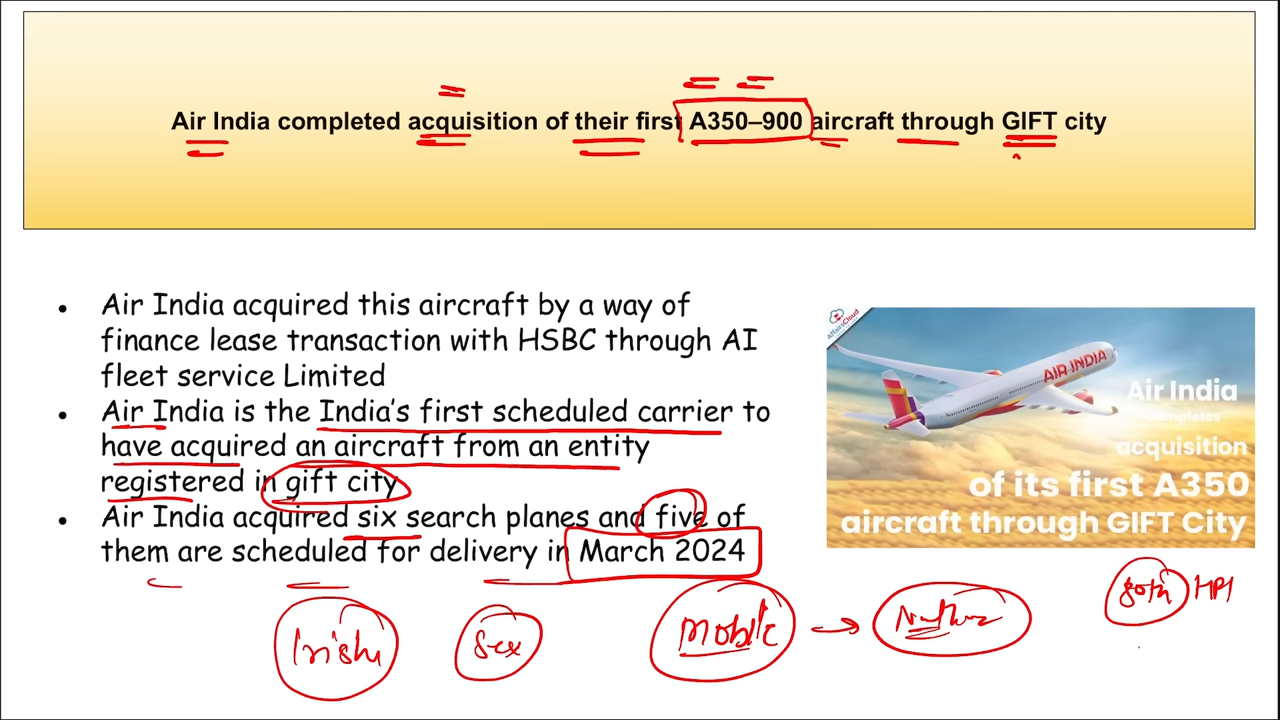 Air India completed acquisition of their first A350–900 aircraft through GIFT city
Air India acquired this aircraft by a way of
finance lease transaction with HSBC through AI
fleet service Limited
Air India is the India's first scheduled carrier to
have acquired an aircraft from an entity
registered in gift city
Air India acquired six search planes and five of
them are scheduled for delivery in March 2024
AffairsCloud
AIR INDIA
Air India
completes
acquisition
of its first A350
aircraft through GIFT City
Mobile